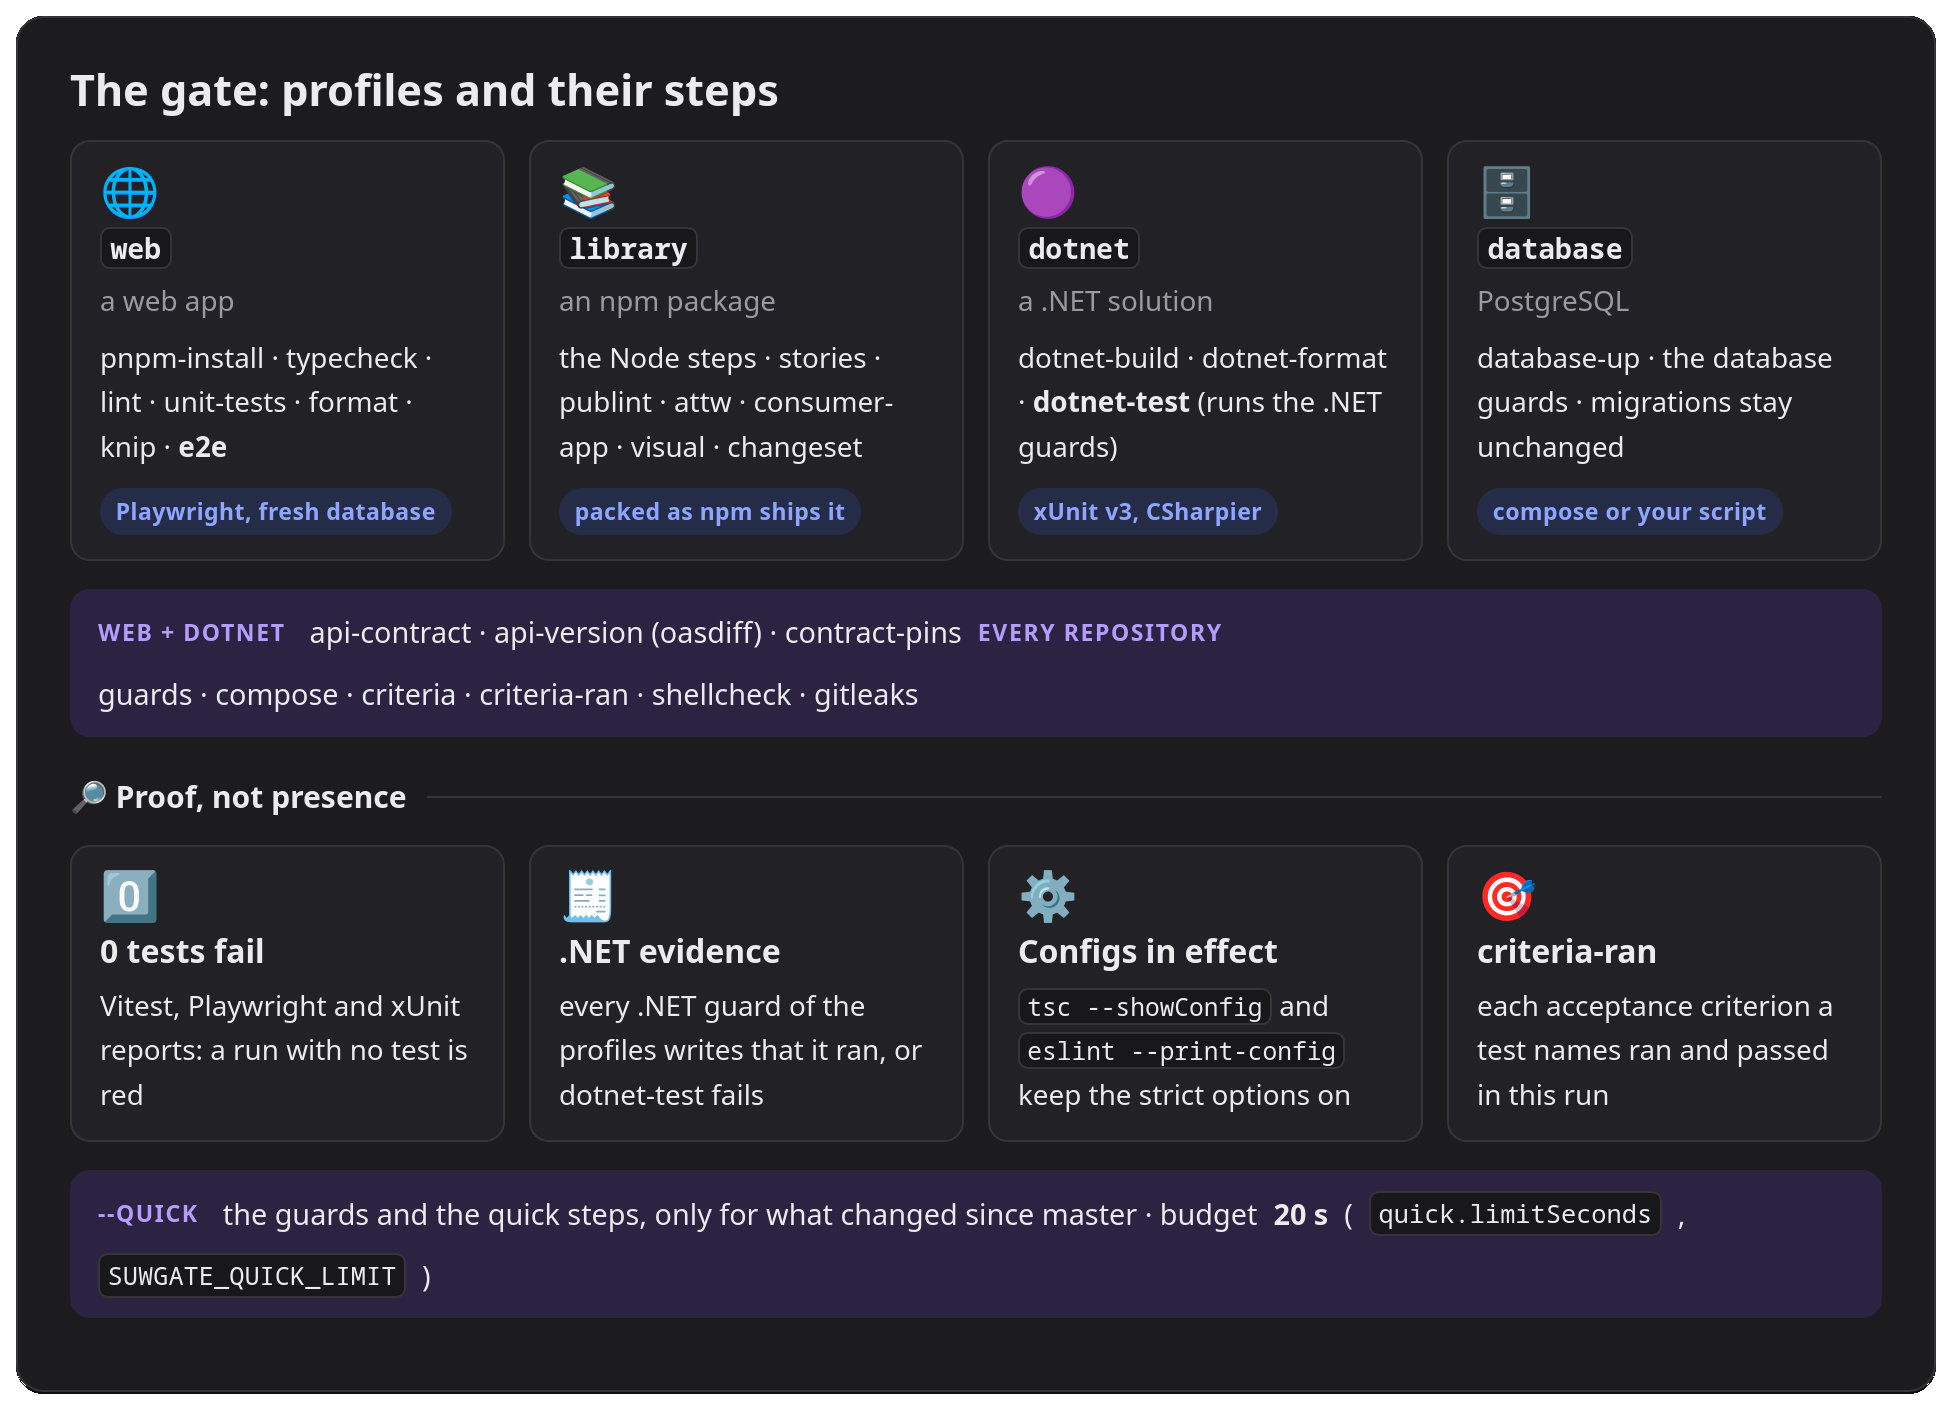 The gate: profiles and their steps
web
a web app
pnpm-install · typecheck ·
lint · unit-tests · format ·
knip · e2e
Playwright, fresh database
library
an npm package
the Node steps · stories ·
publint · attw · consumer-
app · visual · changeset
packed as npm ships it
dotnet
a .NET solution
dotnet-build · dotnet-format
· dotnet-test (runs the .NET
guards)
xUnit v3, CSharpier
database
PostgreSQL
database-up · the database
guards · migrations stay
unchanged
compose or your script
WEB + DOTNET api-contract · api-version (oasdiff) · contract-pins EVERY REPOSITORY
guards · compose · criteria · criteria-ran · shellcheck · gitleaks
Proof, not presence
0
0 tests fail
Vitest, Playwright and xUnit
reports: a run with no test is
red
.NET evidence
every .NET guard of the
profiles writes that it ran, or
dotnet-test fails
Configs in effect
tsc --showConfig and
eslint --print-config
keep the strict options on
criteria-ran
each acceptance criterion a
test names ran and passed
in this run
--QUICK the guards and the quick steps, only for what changed since master · budget 20 s ( quick.limitSeconds ,
SUWGATE_QUICK_LIMIT )